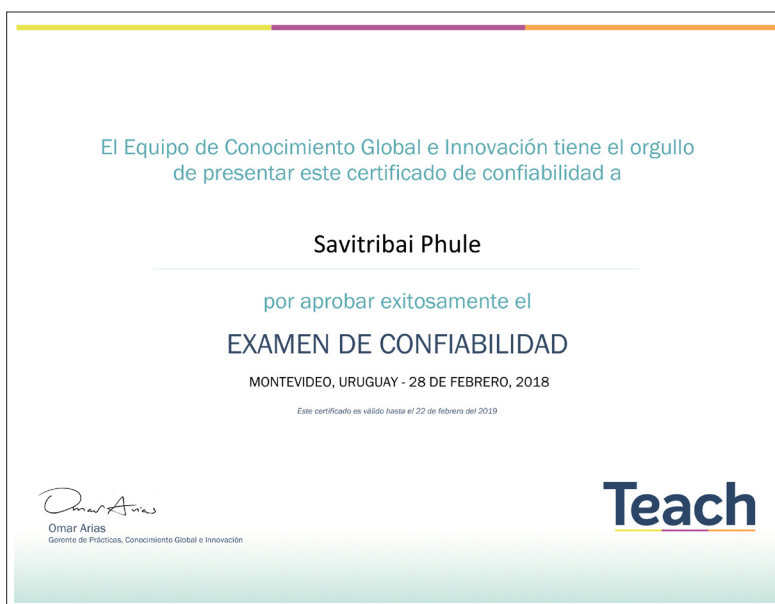 El Equipo de Conocimiento Global e Innovación tiene el orgullo
de presentar este certificado de confiabilidad a
Savitribai Phule
por aprobar exitosamente el
EXAMEN DE CONFIABILIDAD
MONTEVIDEO, URUGUAY - 28 DE FEBRERO, 2018
Este certificado es válido hasta el 22 de febrero del 2019
Omar Arias
Omar Arias
Gerente de Prácticas, Conocimiento Global e Innovación
Teach